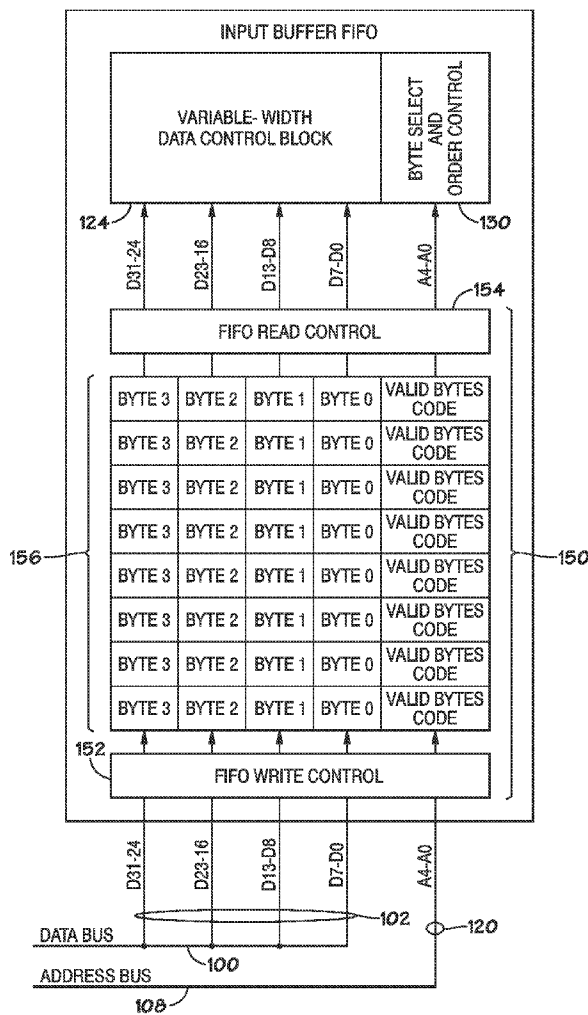 INPUT BUFFER FIFO
VARIABLE- WIDTH
DATA CONTROL BLOCK
BYTE SELECT
AND
ORDER CONTROL
124
130
D31-24
D23-16
D13-D8
D7-D0
A4-A0
154
FIFO READ CONTROL
BYTE 3 BYTE 2 BYTE 1 BYTE 0 VALID BYTES
CODE
BYTE 3 BYTE 2 BYTE 1 BYTE 0 VALID BYTES
CODE
BYTE 3 BYTE 2 BYTE 1 BYTE 0 VALID BYTES
CODE
BYTE 3 BYTE 2 BYTE 1 BYTE 0 VALID BYTES
CODE
156
150
BYTE 3 BYTE 2 BYTE 1 BYTE 0 VALID BYTES
CODE
BYTE 3 BYTE 2 BYTE 1 BYTE 0 VALID BYTES
CODE
BYTE 3 BYTE 2 BYTE 1 BYTE 0 VALID BYTES
CODE
BYTE 3 BYTE 2 BYTE 1 BYTE 0 VALID BYTES
CODE
152
FIFO WRITE CONTROL
D31-24
D23-16
D13-D8
D7-D0
A4-A0
102
120
DATA BUS
100
ADDRESS BUS
108